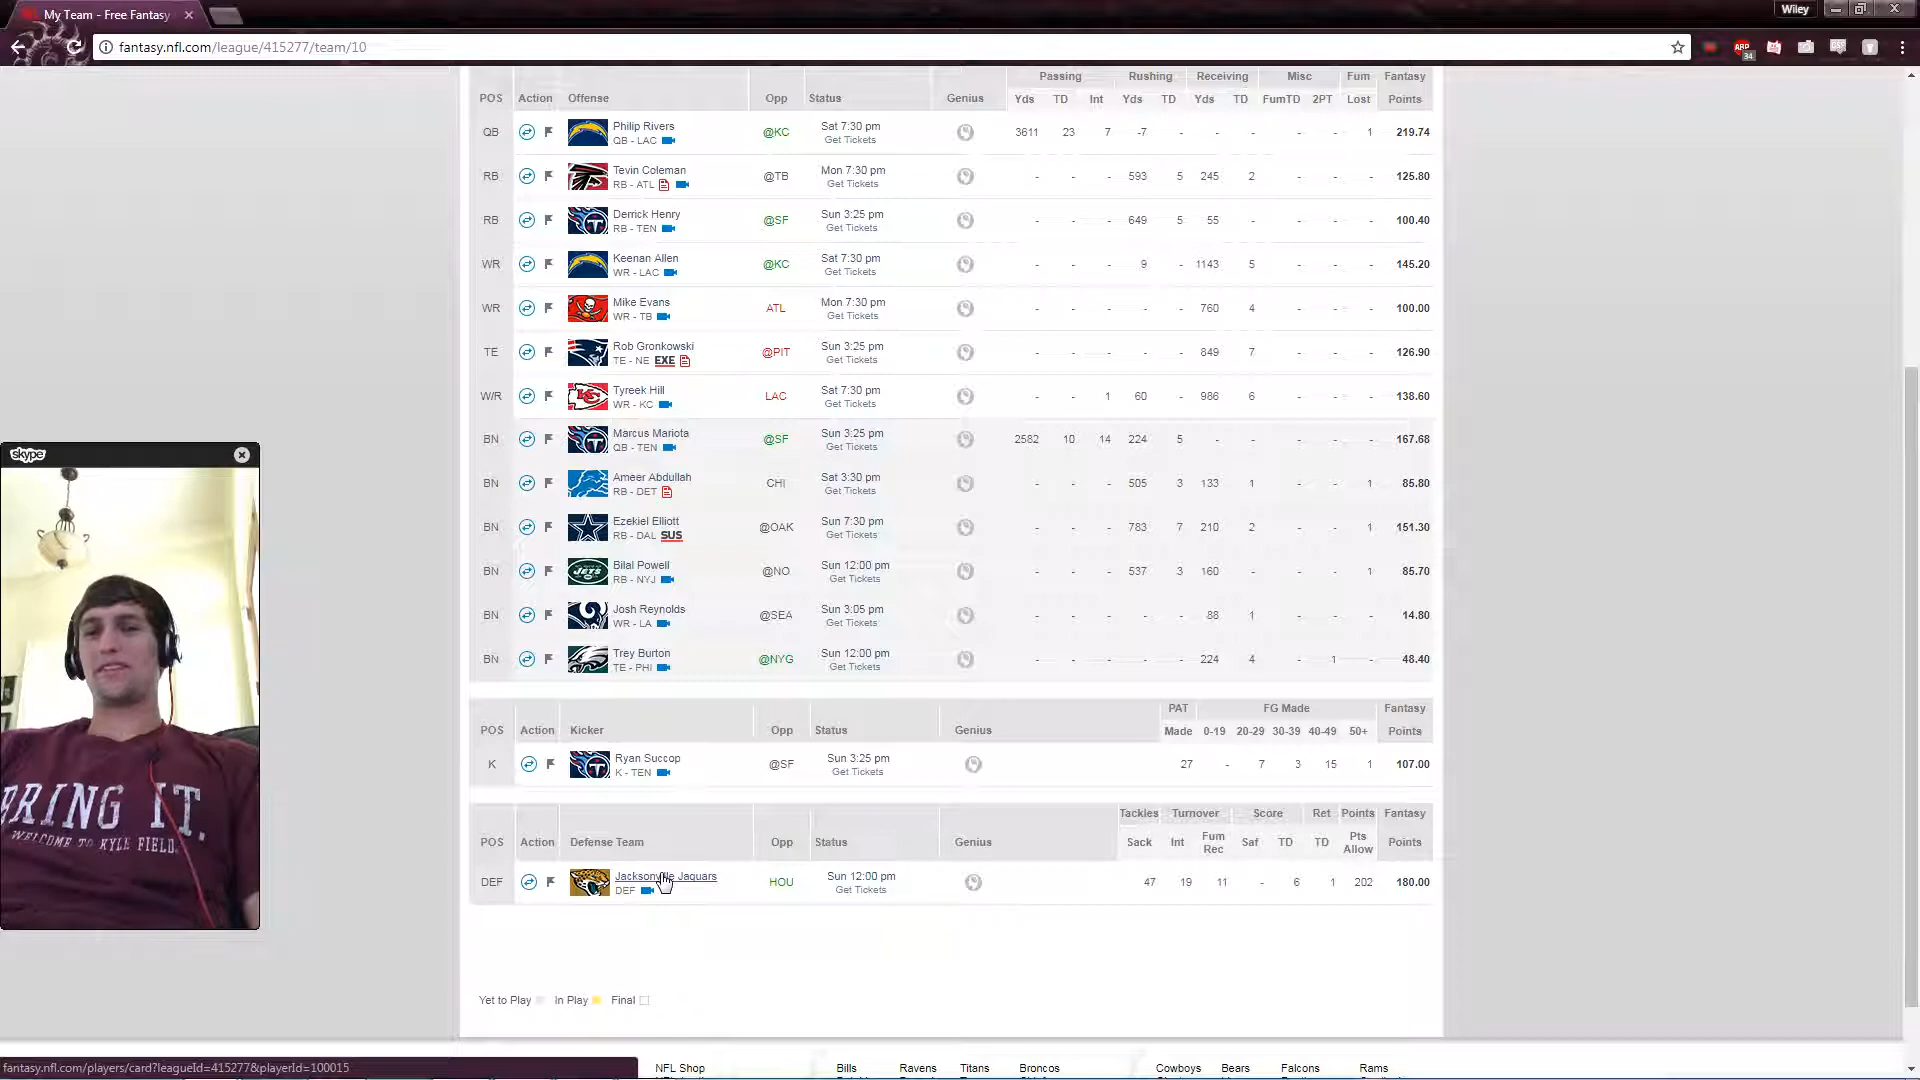 My Team - Free Fantasy
Wiley
fantasy.nfl.com/league/415277/team/10
ABP
34
Passing Rushing Receiving Misc Fum Fantasy
POS Action Offense Opp Status Genius Yds TD Int Yds TD Yds TD FumTD 2PT Lost Points
QB Philip Rivers QB - LAC @KC Sat 7:30 pm Get Tickets 3611 23 7 -7 - - - - - 1 219.74
RB Tevin Coleman RB - ATL @TB Mon 7:30 pm Get Tickets - - - 593 5 245 2 - - - 125.80
RB Derrick Henry RB - TEN @SF Sun 3:25 pm Get Tickets - - - 649 5 55 - - - - 100.40
WR Keenan Allen WR - LAC @KC Sat 7:30 pm Get Tickets - - - 9 - 1143 5 - - - 145.20
WR Mike Evans WR - TB ATL Mon 7:30 pm Get Tickets - - - - - 760 4 - - - 100.00
TE Rob Gronkowski TE - NE EXE @PIT Sun 3:25 pm Get Tickets - - - - - 849 7 - - - 126.90
W/R Tyreek Hill WR - KC LAC Sat 7:30 pm Get Tickets - - 1 60 - 986 6 - - - 138.60
BN Marcus Mariota QB - TEN @SF Sun 3:25 pm Get Tickets 2582 10 14 224 5 - - - - - 167.68
BN Ameer Abdullah RB - DET CHI Sat 3:30 pm Get Tickets - - - 505 3 133 1 - - 1 85.80
BN Ezekiel Elliott RB - DAL SUS @OAK Sun 7:30 pm Get Tickets - - - 783 7 210 2 - - 1 151.30
BN Bilal Powell RB - NYJ @NO Sun 12:00 pm Get Tickets - - - 537 3 160 - - - 1 85.70
BN Josh Reynolds WR - LA @SEA Sun 3:05 pm Get Tickets - - - - - 88 1 - - - 14.80
BN Trey Burton TE - PHI @NYG Sun 12:00 pm Get Tickets - - - - - 224 4 - 1 - 48.40
PAT FG Made Fantasy
POS Action Kicker Opp Status Genius Made 0-19 20-29 30-39 40-49 50+ Points
K Ryan Succop K - TEN @SF Sun 3:25 pm Get Tickets 27 - 7 3 15 1 107.00
Tackles Turnover Score Ret Points Fantasy
POS Action Defense Team Opp Status Genius Sack Int Fum Rec Saf TD TD Pts Allow Points
DEF Jacksonville Jaguars DEF HOU Sun 12:00 pm Get Tickets 47 19 11 - 6 1 202 180.00
Yet to Play In Play Final
skype
BRING IT.
WELCOME TO KYLE FIELD.
JETS
fantasy.nfl.com/players/card?leagueId=415277&playerId=100015
NFL Shop Bills Ravens Titans Broncos Cowboys Bears Falcons Rams